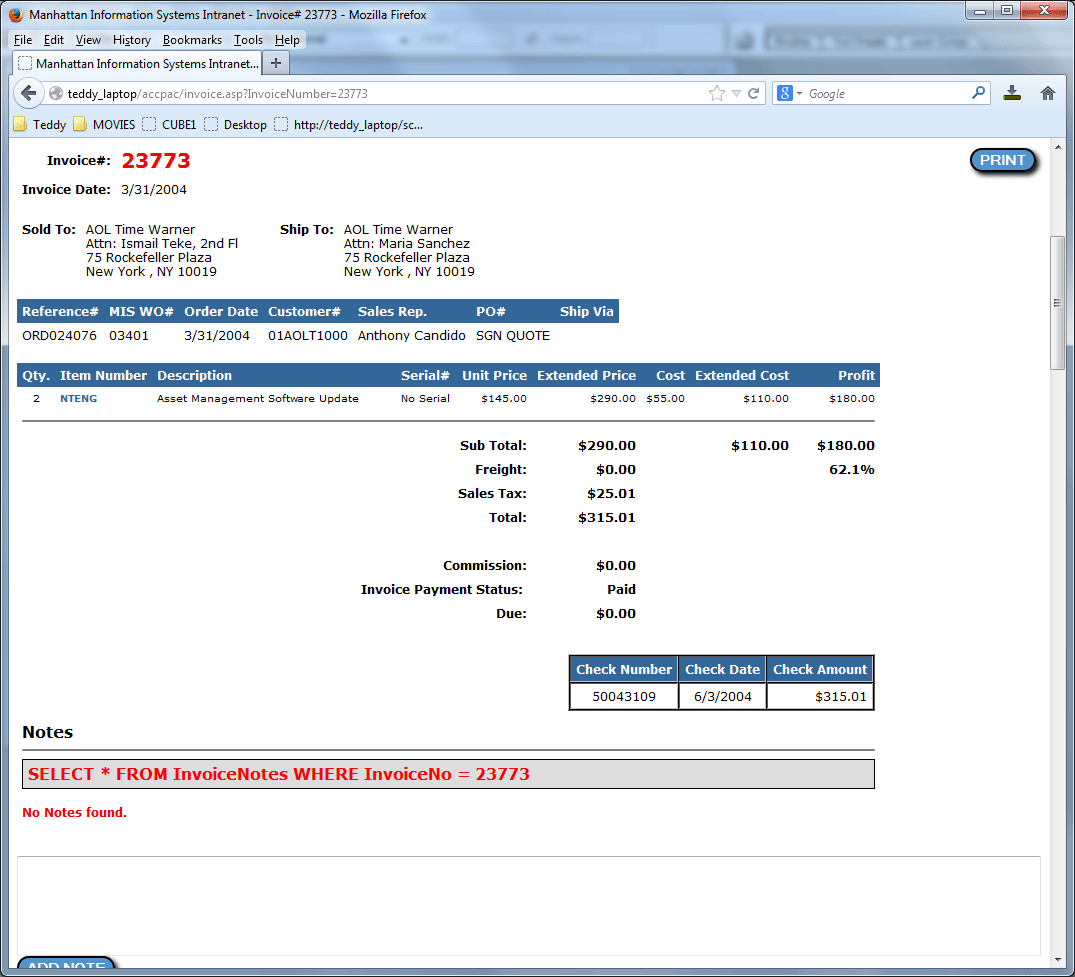 Manhattan Information Systems Intranet - Invoice# 23773 - Mozilla Firefox
File Edit View History Bookmarks Tools Help
Manhattan Information Systems Intranet... +
teddy_laptop/accpac/invoice.asp?InvoiceNumber=23773 8 Google
Teddy MOVIES CUBE1 Desktop http://teddy_laptop/sc...
Invoice#: 23773 PRINT
Invoice Date: 3/31/2004
Sold To: AOL Time Warner Ship To: AOL Time Warner
Attn: Ismail Teke, 2nd Fl Attn: Maria Sanchez
75 Rockefeller Plaza 75 Rockefeller Plaza
New York , NY 10019 New York , NY 10019
Reference# MIS WO# Order Date Customer# Sales Rep. PO# Ship Via
ORD024076 03401 3/31/2004 01AOLT1000 Anthony Candido SGN QUOTE
Qty. Item Number Description Serial# Unit Price Extended Price Cost Extended Cost Profit
2 NTENG Asset Management Software Update No Serial $145.00 $290.00 $55.00 $110.00 $180.00
Sub Total: $290.00 $110.00 $180.00
Freight: $0.00 62.1%
Sales Tax: $25.01
Total: $315.01
Commission: $0.00
Invoice Payment Status: Paid
Due: $0.00
Check Number Check Date Check Amount
50043109 6/3/2004 $315.01
Notes
SELECT * FROM InvoiceNotes WHERE InvoiceNo = 23773
No Notes found.
ADD NOTE